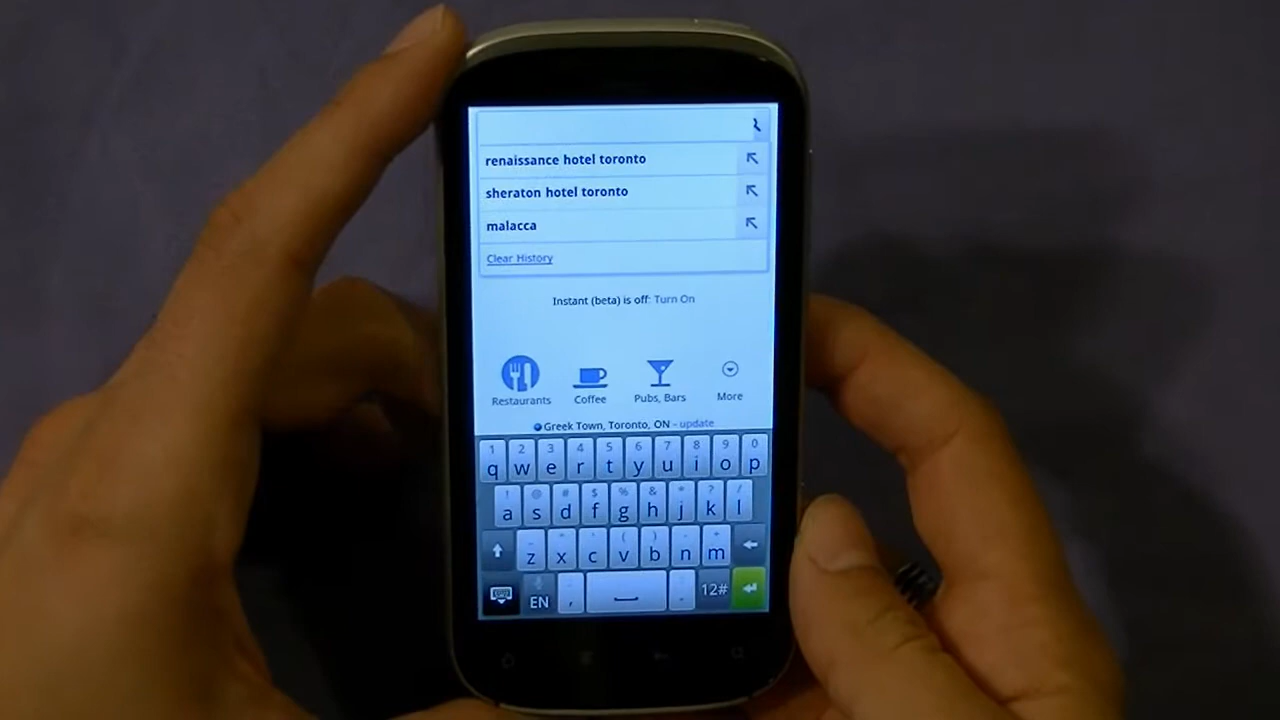 renaissance hotel toronto
sheraton hotel toronto
malacca
Clear History
Instant (beta) is off: Turn On
Restaurants Coffee Pubs, Bars More
Greek Town, Toronto, ON - update
1 2 3 4 5 6 7 8 9 0
q w e r t y u i o p
! @ # $ % & * ? /
a s d f g h j k l
( )
z x c v b n m
EN , . 12#